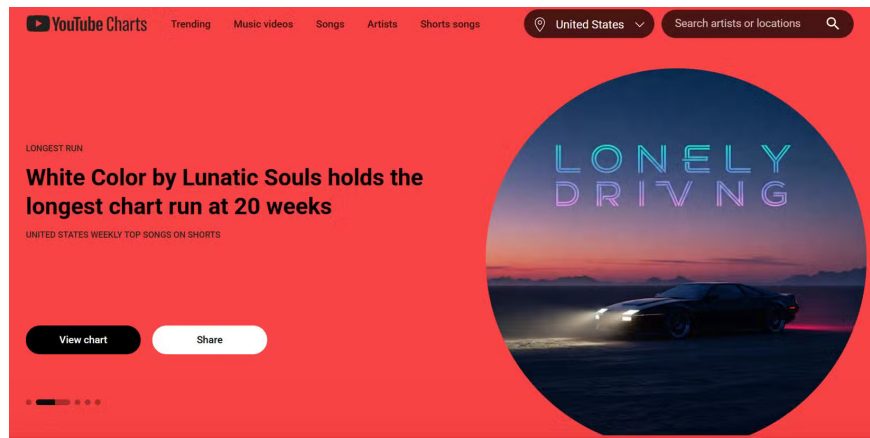 YouTube Charts
Trending
Music videos
Songs
Artists
Shorts songs
United States
Search artists or locations
LONGEST RUN
White Color by Lunatic Souls holds the
longest chart run at 20 weeks
UNITED STATES WEEKLY TOP SONGS ON SHORTS
View chart
Share
LONELY
DRIVNG